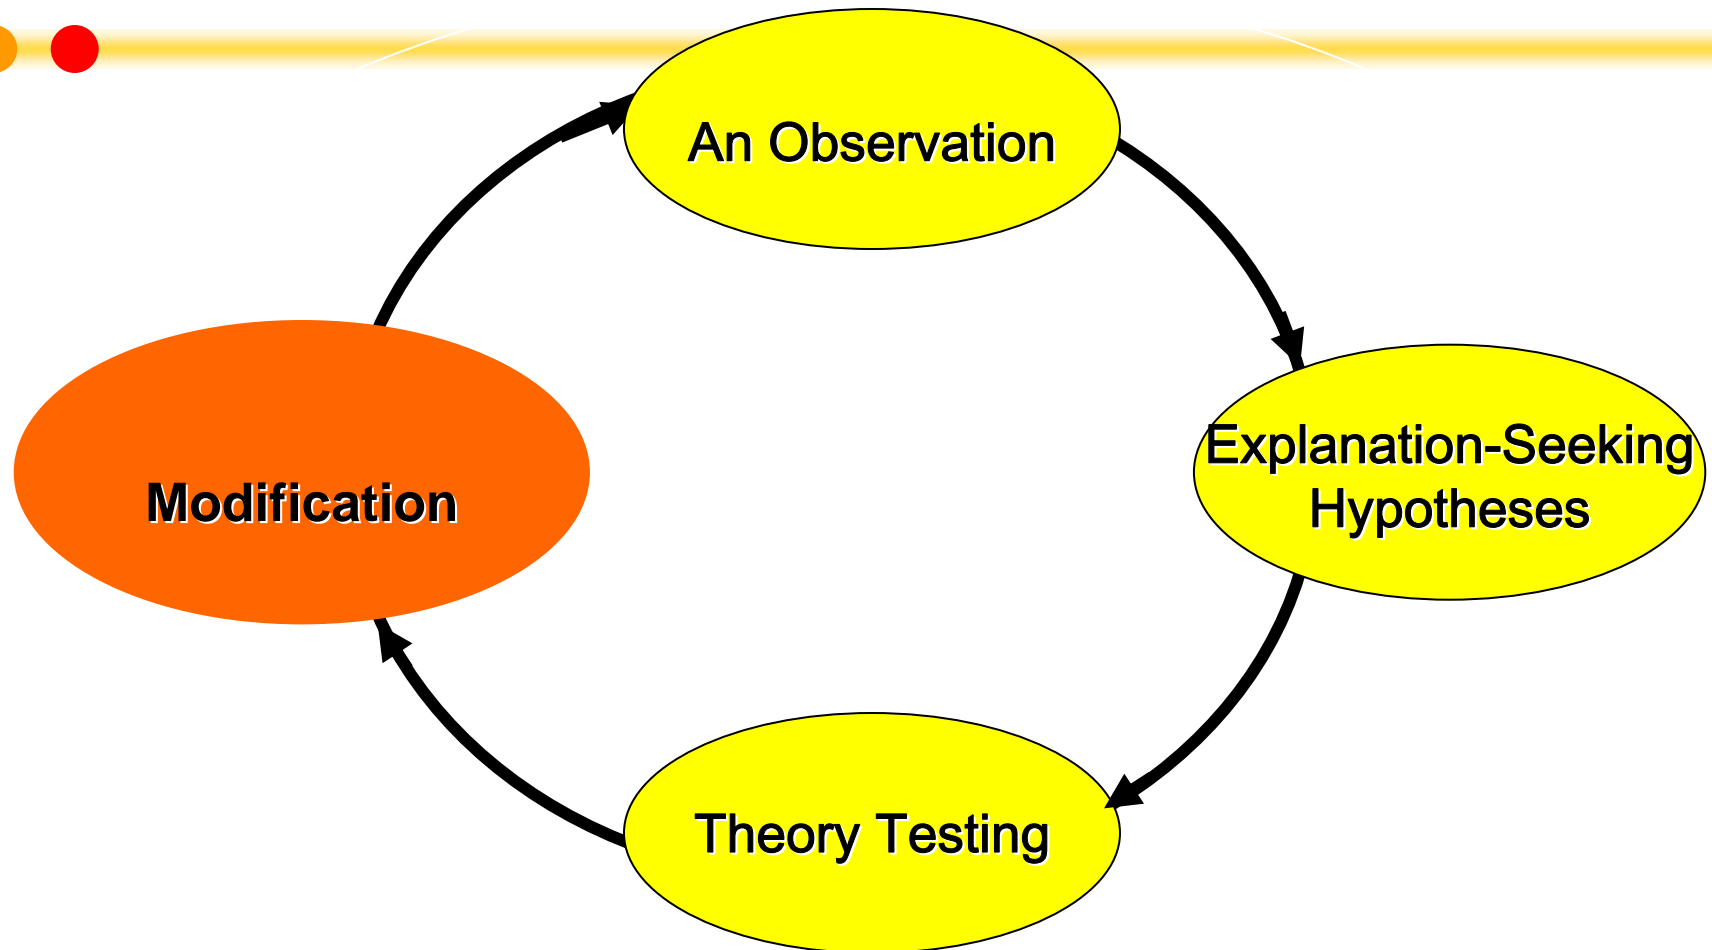 An Observation
Explanation-Seeking
Hypotheses
Modification
Theory Testing